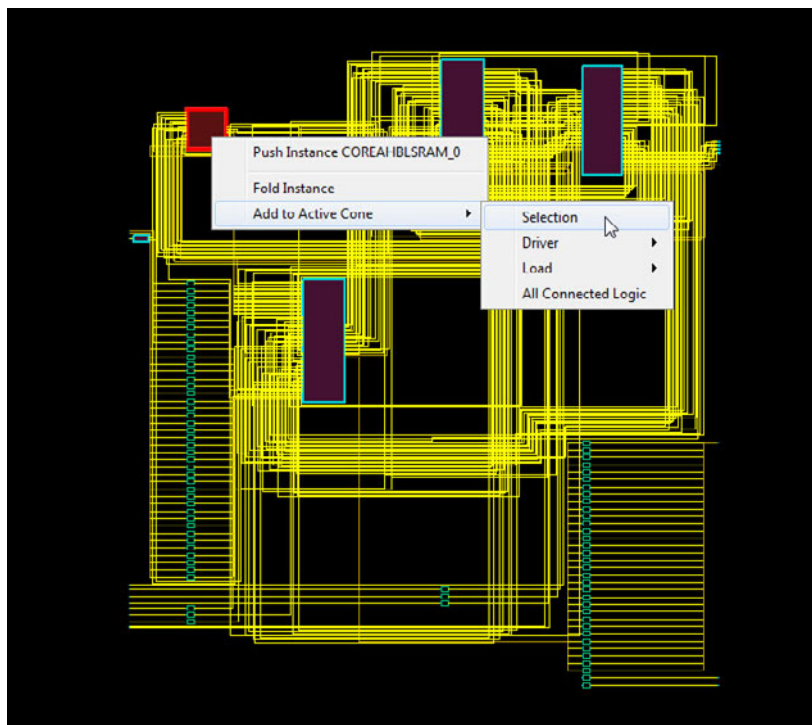 Push Instance COREAHBLSRAM_0
Fold Instance
Add to Active Cone
Selection
Driver
Load
All Connected Logic